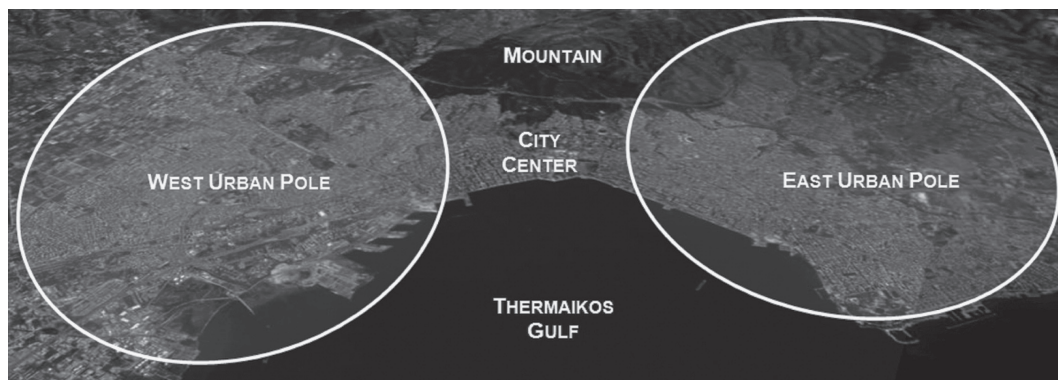 MOUNTAIN
CITY
CENTER
WEST URBAN POLE
EAST URBAN POLE
THERMAIKOS
GULF